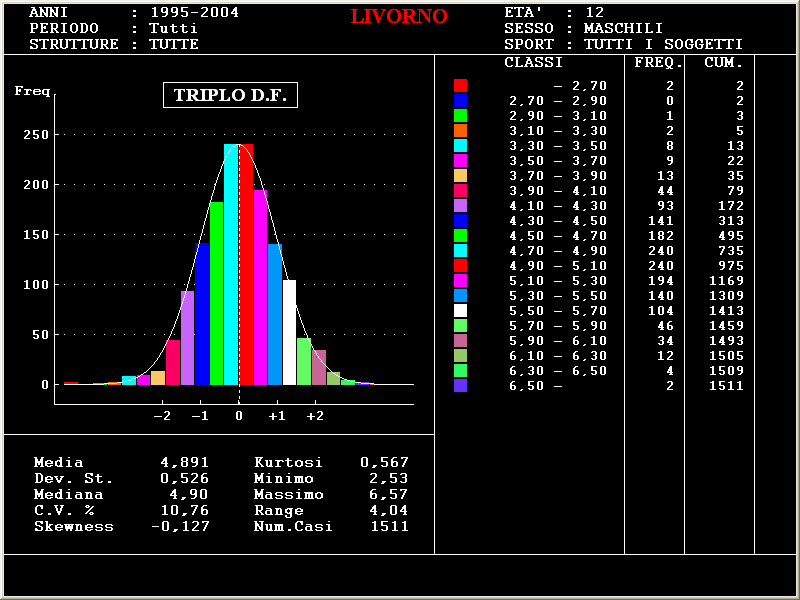 LIVORNO
ANNI : 1995-2004
PERIODO : Tutti
STRUTTURE : TUTTE
ETA' : 12
SESSO : MASCHILI
SPORT : TUTTI I SOGGETTI
TRIPLO D.F.
Freq.
250
200
150
100
50
0
-2 -1 0 +1 +2
CLASSI FREQ. CUM.
- 2,70 2 2
2,70 - 2,90 0 2
2,90 - 3,10 1 3
3,10 - 3,30 2 5
3,30 - 3,50 8 13
3,50 - 3,70 9 22
3,70 - 3,90 13 35
3,90 - 4,10 44 79
4,10 - 4,30 93 172
4,30 - 4,50 141 313
4,50 - 4,70 182 495
4,70 - 4,90 240 735
4,90 - 5,10 240 975
5,10 - 5,30 194 1169
5,30 - 5,50 140 1309
5,50 - 5,70 104 1413
5,70 - 5,90 46 1459
5,90 - 6,10 34 1493
6,10 - 6,30 12 1505
6,30 - 6,50 4 1509
6,50 - 2 1511
Media 4,891 Kurtosi 0,567
Dev. St. 0,526 Minimo 2,53
Mediana 4,90 Massimo 6,57
C.V. % 10,76 Range 4,04
Skewness -0,127 Num.Casi 1511